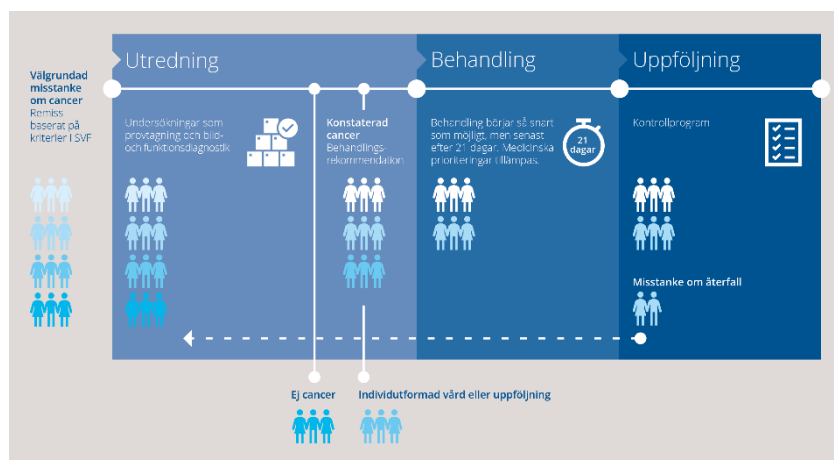 Utredning
Behandling
Uppföljning
Välgrundad
misstanke
om cancer
Remiss
baserat på
kriterier i SVF
Undersökningar som
provtagning och bild-
och funktionsdiagnostik
Konstaterad
cancer
Behandlings-
rekommendation
Behandling börjar så snart
som möjligt, men senast
efter 21 dagar. Medicinska
prioriteringar tillämpas.
21
dagar
Kontrollprogram
Misstanke om återfall
Ej cancer
Individutformad vård eller uppföljning